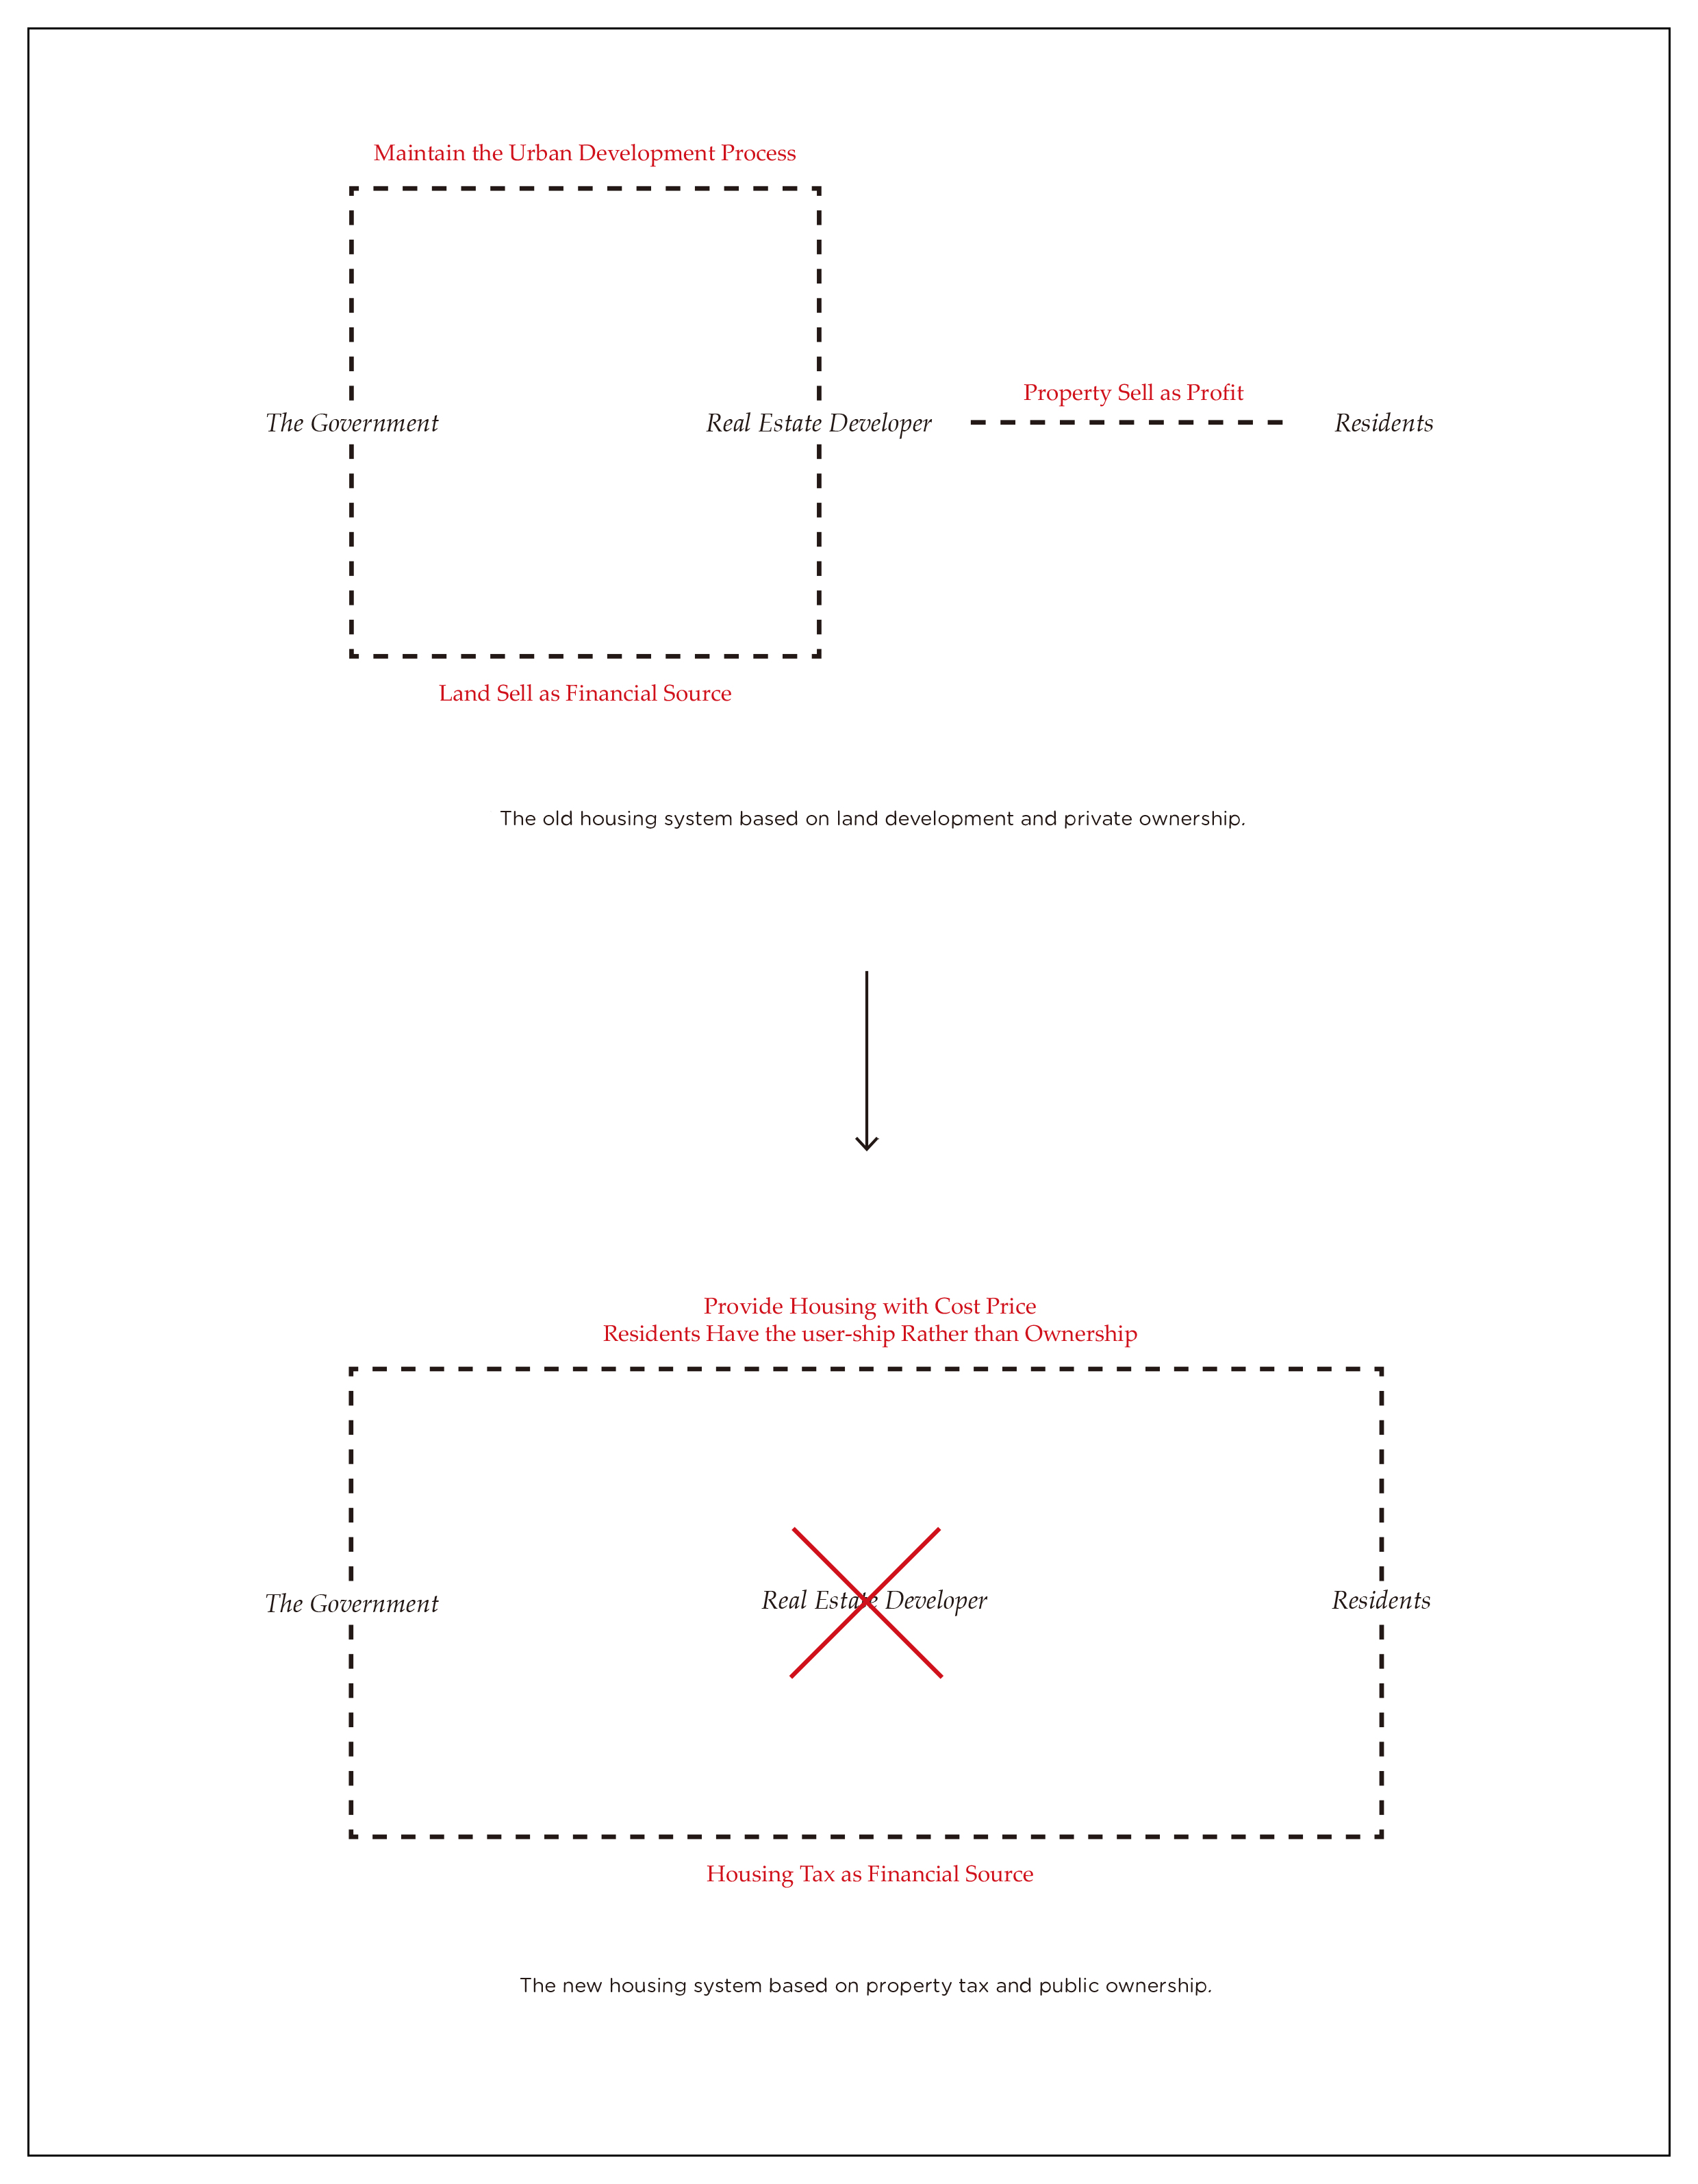 Maintain the Urban Development Process
Property Sell as Profit
The Government
Real Estate Developer
Residents
Land Sell as Financial Source
The old housing system based on land development and private ownership.
Provide Housing with Cost Price
Residents Have the user-ship Rather than Ownership
The Government
Real Estate Developer
Residents
Housing Tax as Financial Source
The new housing system based on property tax and public ownership.